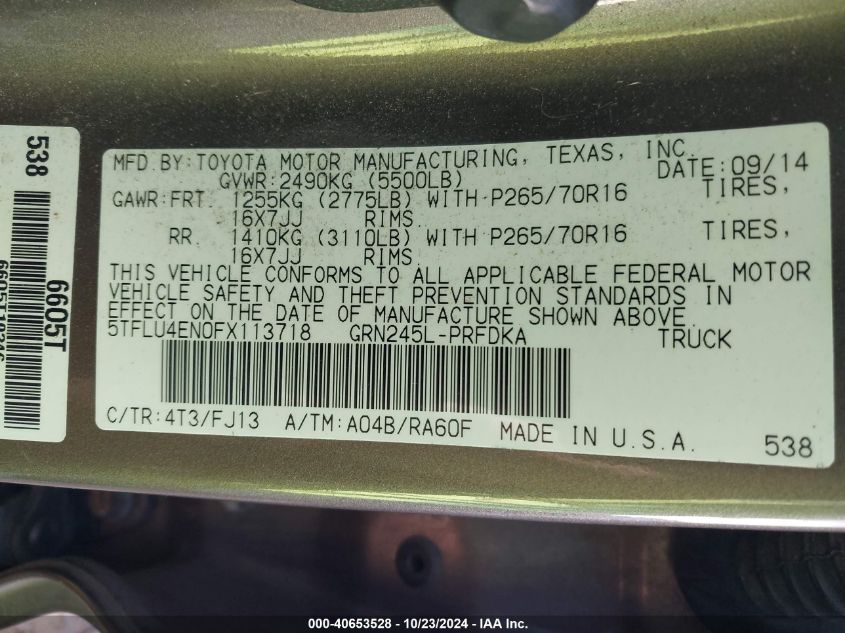 538
6605T
MFD.BY:TOYOTA MOTOR MANUFACTURING, TEXAS, INC.
DATE:09/14
GVWR:2490KG (5500LB)
GAWR:FRT. 1255KG (2775LB) WITH P265/70R16 TIRES,
16X7JJ RIMS.
RR. 1410KG (3110LB) WITH P265/70R16 TIRES,
16X7JJ RIMS.
THIS VEHICLE CONFORMS TO ALL APPLICABLE FEDERAL MOTOR
VEHICLE SAFETY AND THEFT PREVENTION STANDARDS IN
EFFECT ON THE DATE OF MANUFACTURE SHOWN ABOVE.
5TFLU4EN0FX113718 GRN245L-PRFDKA TRUCK
C/TR:4T3/FJ13 A/TM:A04B/RA60F MADE IN U.S.A.
538
000-40653528 - 10/23/2024 - IAA Inc.